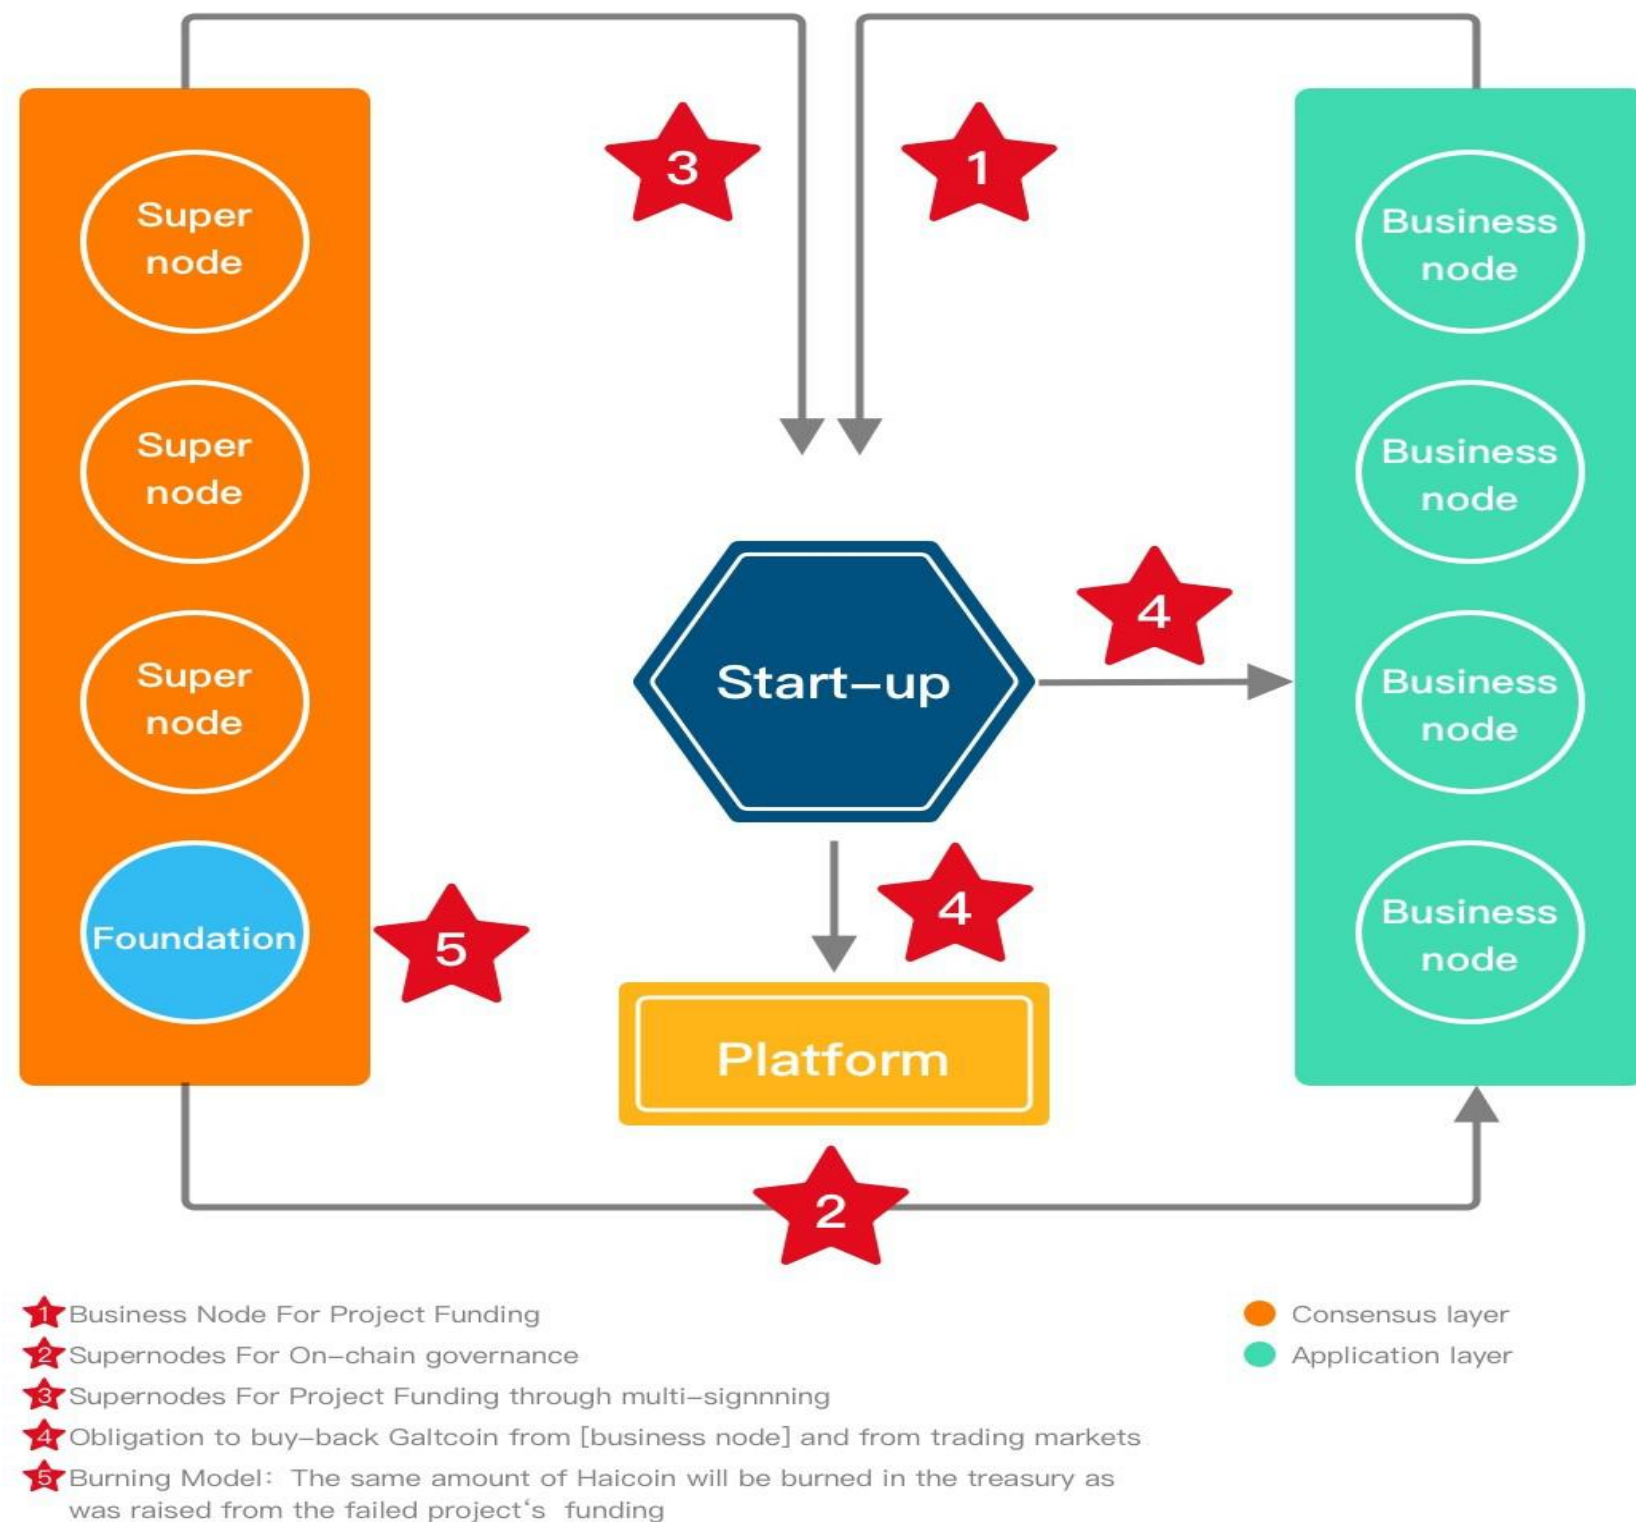 3
1
Super
node
Business
node
Super
node
Business
node
Start-up
4
Super
node
Business
node
4
Foundation
5
Business
node
Platform
2
1 Business Node For Project Funding
2 Supernodes For On-chain governance
3 Supernodes For Project Funding through multi-signnning
4 Obligation to buy-back Galtcoin from [business node] and from trading markets
5 Burning Model: The same amount of Haicoin will be burned in the treasury as
was raised from the failed project‘s funding
Consensus layer
Application layer